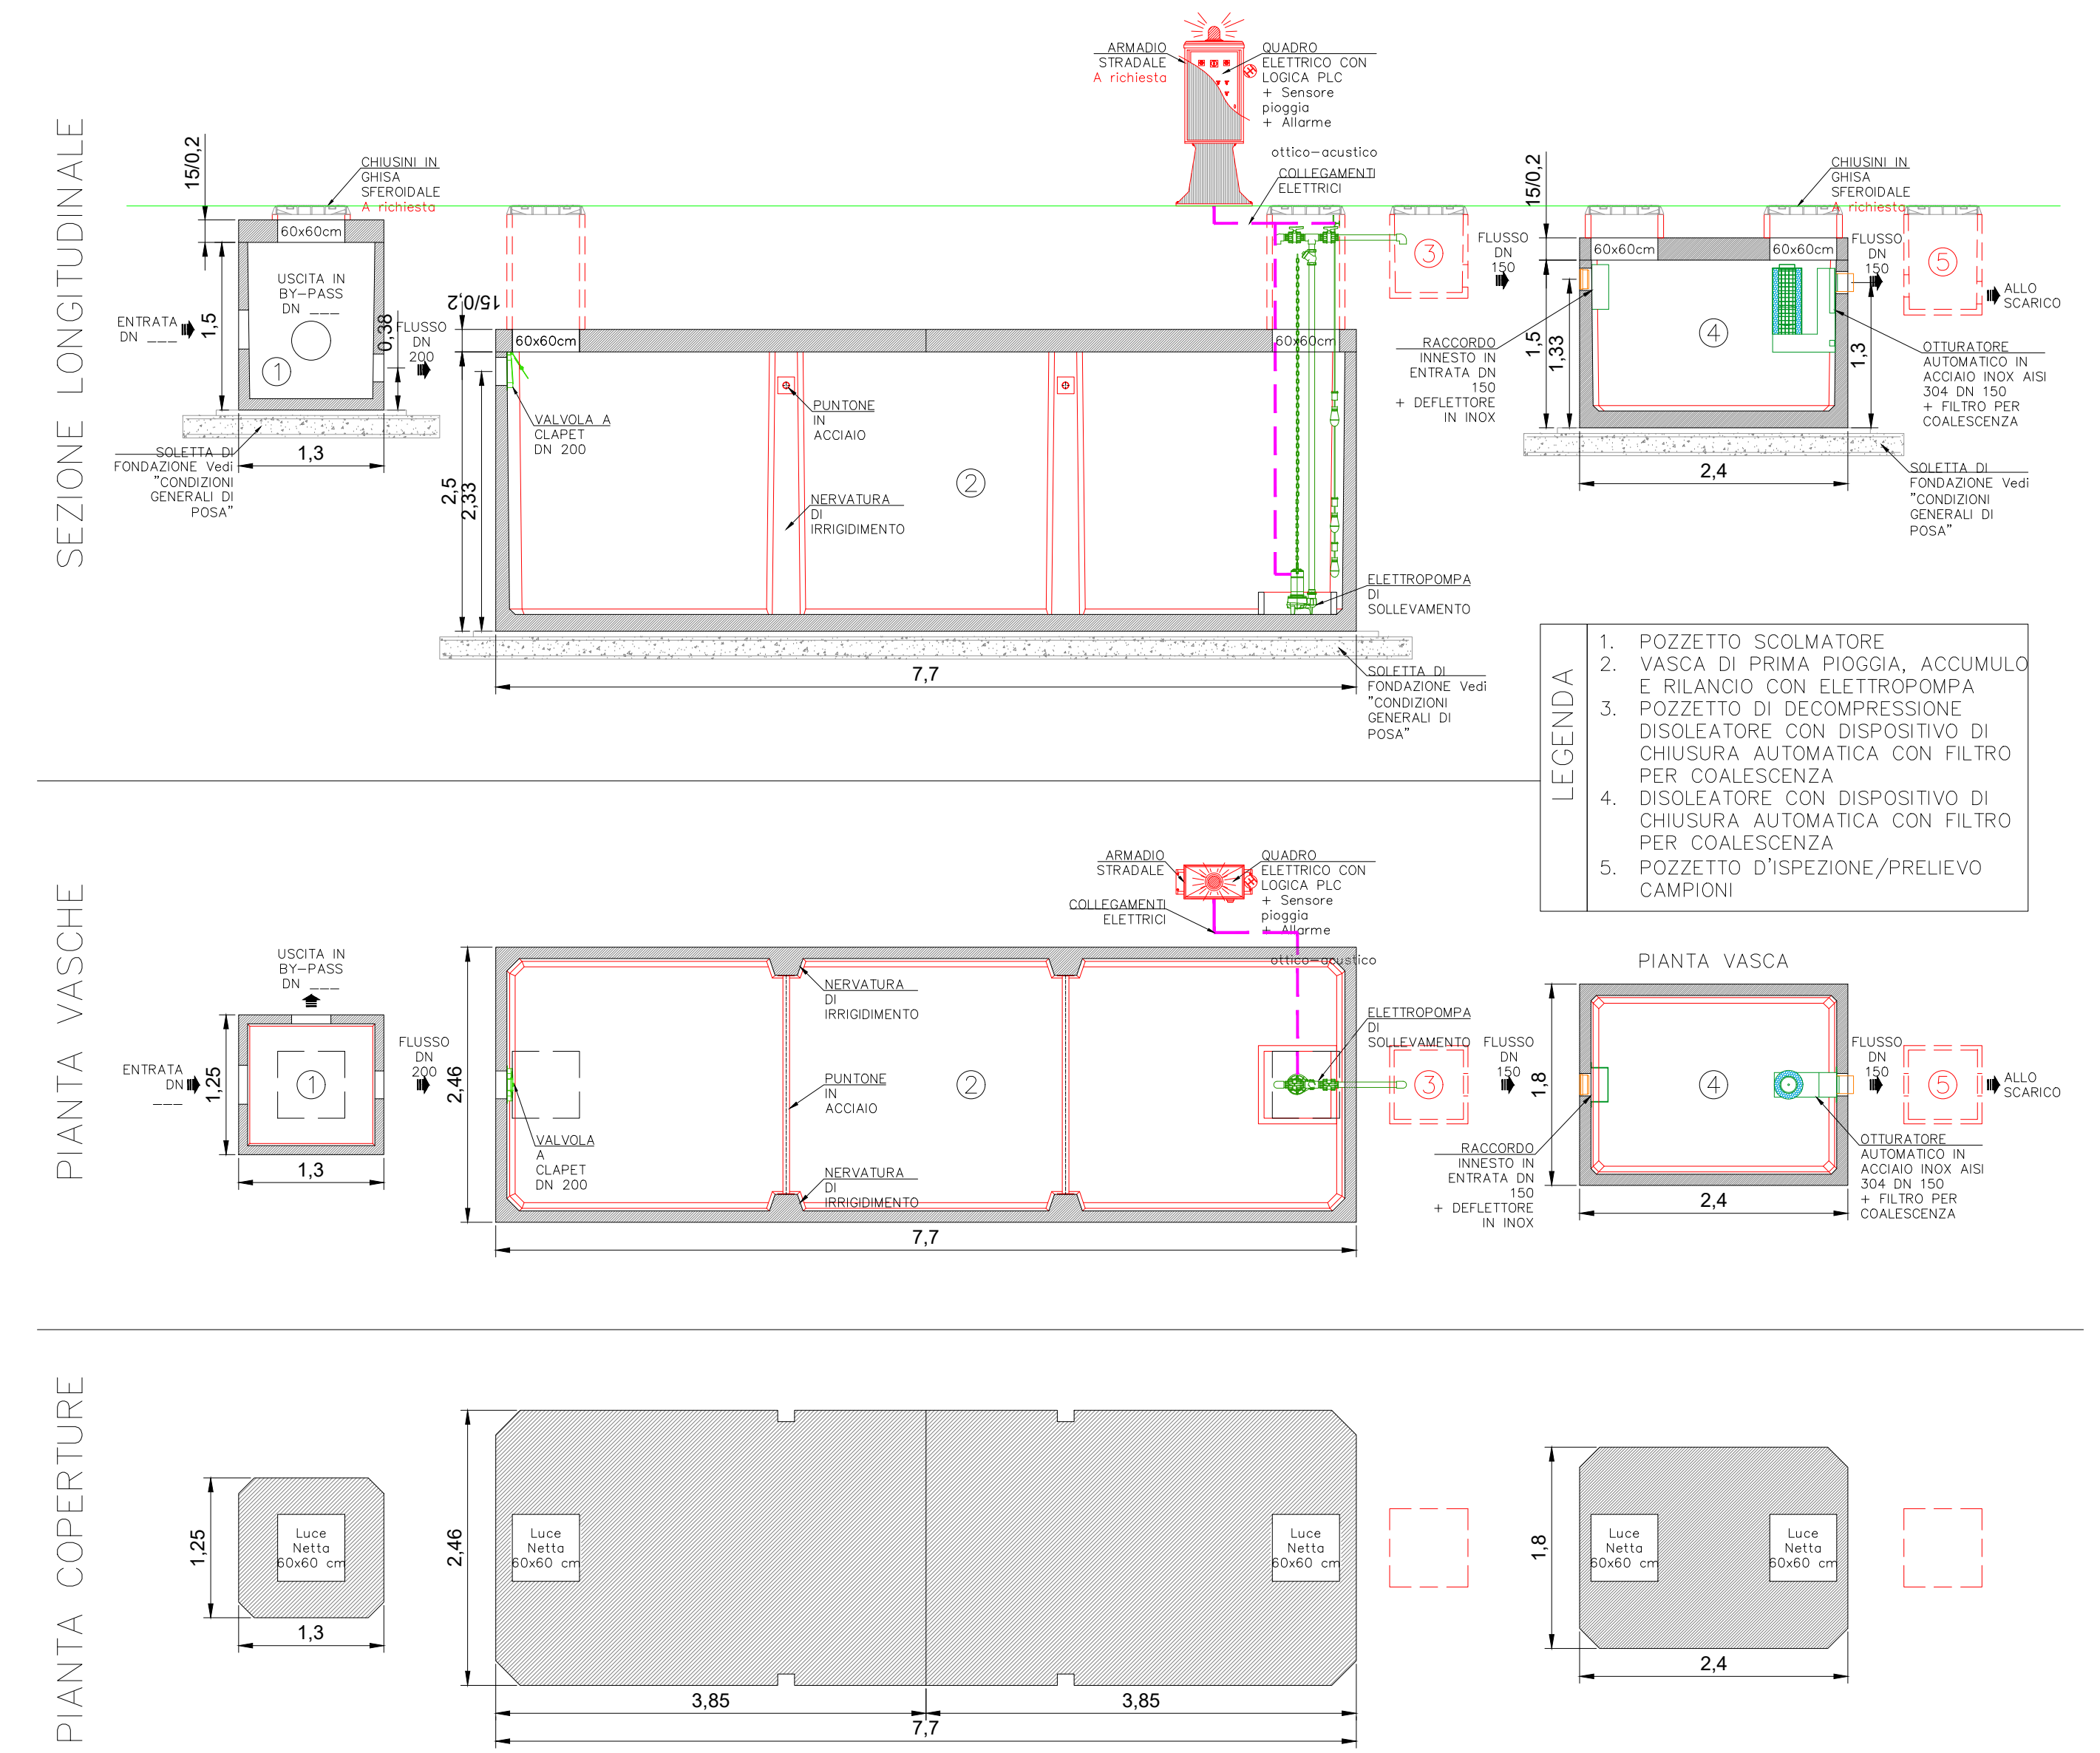 SEZIONE LONGITUDINALE
15/0,2
CHIUSINI IN
GHISA
SFEROIDALE
A richiesta
60x60cm
USCITA IN
BY-PASS
DN ___
ENTRATA
DN ___
1,5
1
0,38
FLUSSO
DN
200
SOLETTA DI
FONDAZIONE Vedi
"CONDIZIONI
GENERALI DI
POSA"
1,3
15/0,2
60x60cm
60x60cm
VALVOLA A
CLAPET
DN 200
PUNTONE
IN
ACCIAIO
NERVATURA
DI
IRRIGIDIMENTO
2
2,5
2,33
7,7
ELETTROPOMPA
DI
SOLLEVAMENTO
SOLETTA DI
FONDAZIONE Vedi
"CONDIZIONI
GENERALI DI
POSA"
ARMADIO
STRADALE
A richiesta
QUADRO
ELETTRICO CON
LOGICA PLC
+ Sensore
pioggia
+ Allarme
ottico-acustico
COLLEGAMENTI
ELETTRICI
3
FLUSSO
DN
150
15/0,2
60x60cm
60x60cm
CHIUSINI IN
GHISA
SFEROIDALE
A richiesta
FLUSSO
DN
150
5
ALLO
SCARICO
4
1,5
1,33
1,3
RACCORDO
INNESTO IN
ENTRATA DN
150
+ DEFLETTORE
IN INOX
OTTURATORE
AUTOMATICO IN
ACCIAIO INOX AISI
304 DN 150
+ FILTRO PER
COALESCENZA
2,4
SOLETTA DI
FONDAZIONE Vedi
"CONDIZIONI
GENERALI DI
POSA"
LEGENDA
1. POZZETTO SCOLMATORE
2. VASCA DI PRIMA PIOGGIA, ACCUMULO
E RILANCIO CON ELETTROPOMPA
3. POZZETTO DI DECOMPRESSIONE
DISOLEATORE CON DISPOSITIVO DI
CHIUSURA AUTOMATICA CON FILTRO
PER COALESCENZA
4. DISOLEATORE CON DISPOSITIVO DI
CHIUSURA AUTOMATICA CON FILTRO
PER COALESCENZA
5. POZZETTO D'ISPEZIONE/PRELIEVO
CAMPIONI
PIANTA VASCHE
USCITA IN
BY-PASS
DN ___
ENTRATA
DN
___
1,25
1
1,3
FLUSSO
DN
200
2,46
VALVOLA
A
CLAPET
DN 200
NERVATURA
DI
IRRIGIDIMENTO
PUNTONE
IN
ACCIAIO
NERVATURA
DI
IRRIGIDIMENTO
2
7,7
ARMADIO
STRADALE
COLLEGAMENTI
ELETTRICI
QUADRO
ELETTRICO CON
LOGICA PLC
+ Sensore
pioggia
+ Allarme
ottico-acustico
ELETTROPOMPA
DI
SOLLEVAMENTO
3
FLUSSO
DN
150
PIANTA VASCA
1,8
4
RACCORDO
INNESTO IN
ENTRATA DN
150
+ DEFLETTORE
IN INOX
2,4
FLUSSO
DN
150
5
ALLO
SCARICO
OTTURATORE
AUTOMATICO IN
ACCIAIO INOX AISI
304 DN 150
+ FILTRO PER
COALESCENZA
PIANTA COPERTURE
1,25
Luce
Netta
60x60 cm
1,3
2,46
Luce
Netta
60x60 cm
Luce
Netta
60x60 cm
3,85
3,85
7,7
1,8
Luce
Netta
60x60 cm
Luce
Netta
60x60 cm
2,4